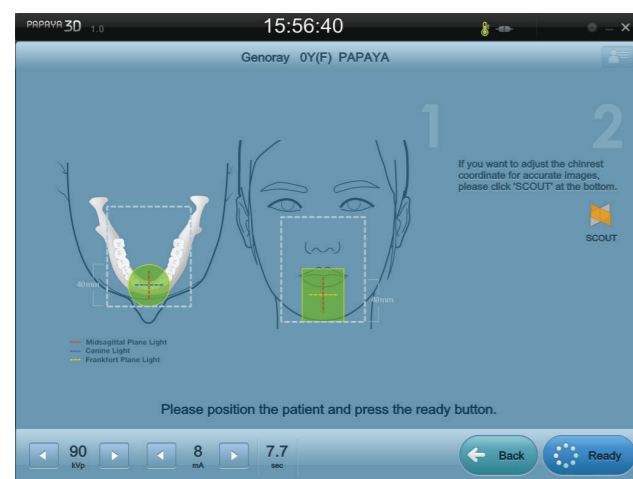 PAPAYA 3D 1.0
15:56:40
Genoray 0Y(F) PAPAYA
1
2
If you want to adjust the chinrest
coordinate for accurate images,
please click 'SCOUT' at the bottom.
SCOUT
40mm
40mm
Midsagittal Plane Light
Canine Light
Frankfort Plane Light
Please position the patient and press the ready button.
90
kVp
8
mA
7.7
sec
Back
Ready